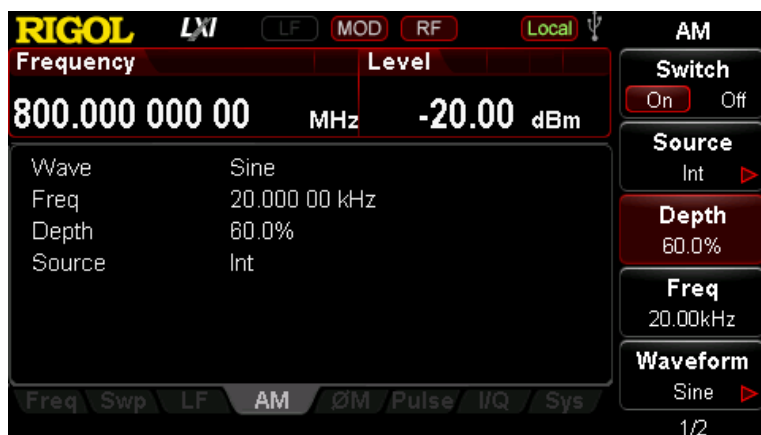 RIGOL LXI LF MOD RF Local AM
Frequency Level
800.000 000 00 MHz -20.00 dBm
Wave Sine
Freq 20.000 00 kHz
Depth 60.0%
Source Int
Switch
On Off
Source
Int
Depth
60.0%
Freq
20.00kHz
Waveform
Sine
1/2
Freq Swp LF AM ØM Pulse I/Q Sys